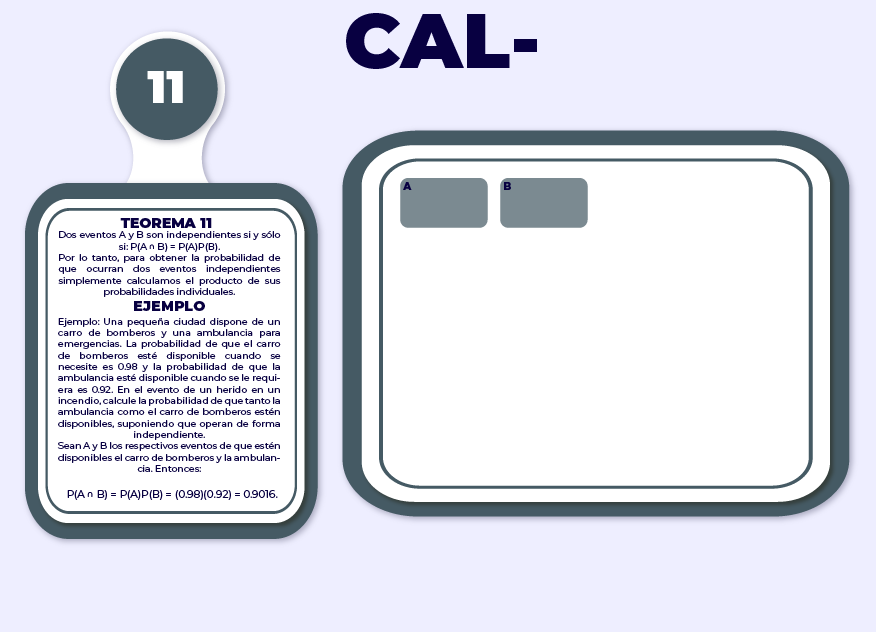 CAL-
11
TEOREMA 11
Dos eventos A y B son independientes si y sólo
si: P(A ∩ B) = P(A)P(B).
Por lo tanto, para obtener la probabilidad de
que ocurran dos eventos independientes
simplemente calculamos el producto de sus
probabilidades individuales.
EJEMPLO
Ejemplo: Una pequeña ciudad dispone de un
carro de bomberos y una ambulancia para
emergencias. La probabilidad de que el carro
de bomberos esté disponible cuando se
necesite es 0.98 y la probabilidad de que la
ambulancia esté disponible cuando se le requi-
era es 0.92. En el evento de un herido en un
incendio, calcule la probabilidad de que tanto la
ambulancia como el carro de bomberos estén
disponibles, suponiendo que operan de forma
independiente.
Sean A y B los respectivos eventos de que estén
disponibles el carro de bomberos y la ambulan-
cia. Entonces:
P(A ∩ B) = P(A)P(B) = (0.98)(0.92) = 0.9016.
A
B